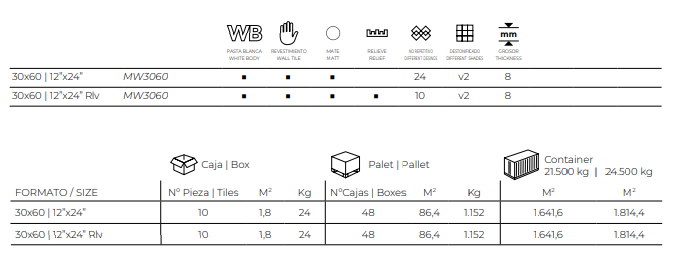 WB
mm
PASTA BLANCA REVESTIMIENTO MATE RELIEVE NO REPETITIVO DESTONIFICADO GROSOR
WHITE BODY WALL TILE MATT RELIEF DIFFERENT DESIGNS DIFFERENT SHADES THICKNESS
30x60 | 12"x24" MW3060 ▪ ▪ ▪ 24 v2 8
30x60 | 12"x24" Rlv MW3060 ▪ ▪ ▪ ▪ 10 v2 8
Caja | Box Palet | Pallet Container
21.500 kg | 24.500 kg
FORMATO / SIZE Nº Pieza | Tiles M² Kg NºCajas | Boxes M² Kg M² M²
30x60 | 12"x24" 10 1,8 24 48 86,4 1.152 1.641,6 1.814,4
30x60 | 12"x24" Rlv 10 1,8 24 48 86,4 1.152 1.641,6 1.814,4